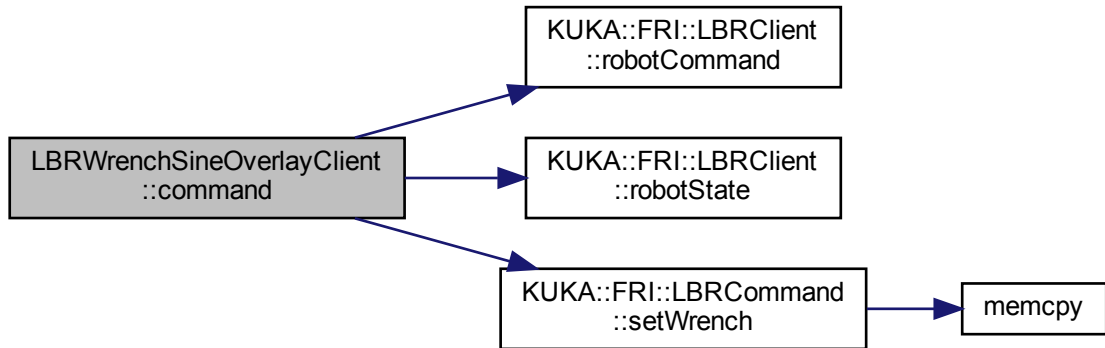 LBRWrenchSineOverlayClient
::command
KUKA::FRI::LBRClient
::robotCommand
KUKA::FRI::LBRClient
::robotState
KUKA::FRI::LBRCommand
::setWrench
memcpy